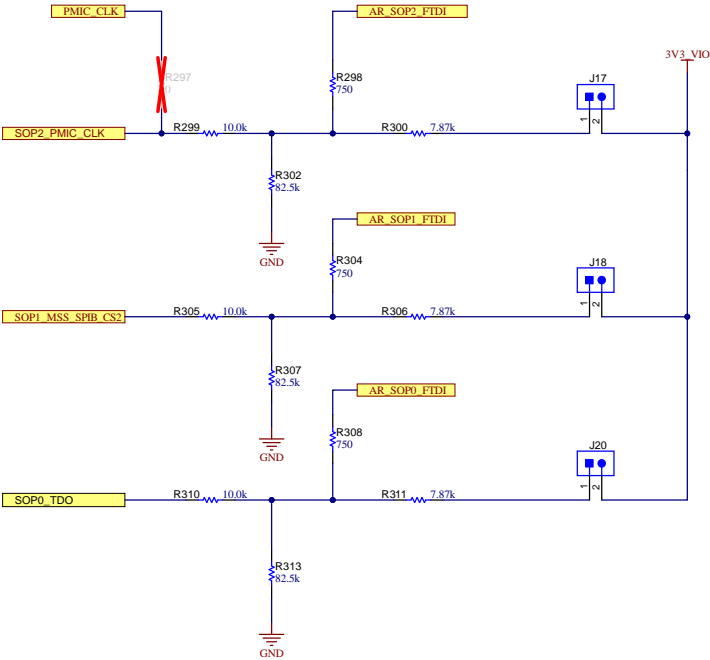 PMIC_CLK
AR_SOP2_FTDI
3V3_VIO
R297
0
R298
750
J17
1
2
SOP2_PMIC_CLK
R299
10.0k
R300
7.87k
R302
82.5k
GND
AR_SOP1_FTDI
R304
750
J18
1
2
SOP1_MSS_SPIB_CS2
R305
10.0k
R306
7.87k
R307
82.5k
GND
AR_SOP0_FTDI
R308
750
J20
1
2
SOP0_TDO
R310
10.0k
R311
7.87k
R313
82.5k
GND